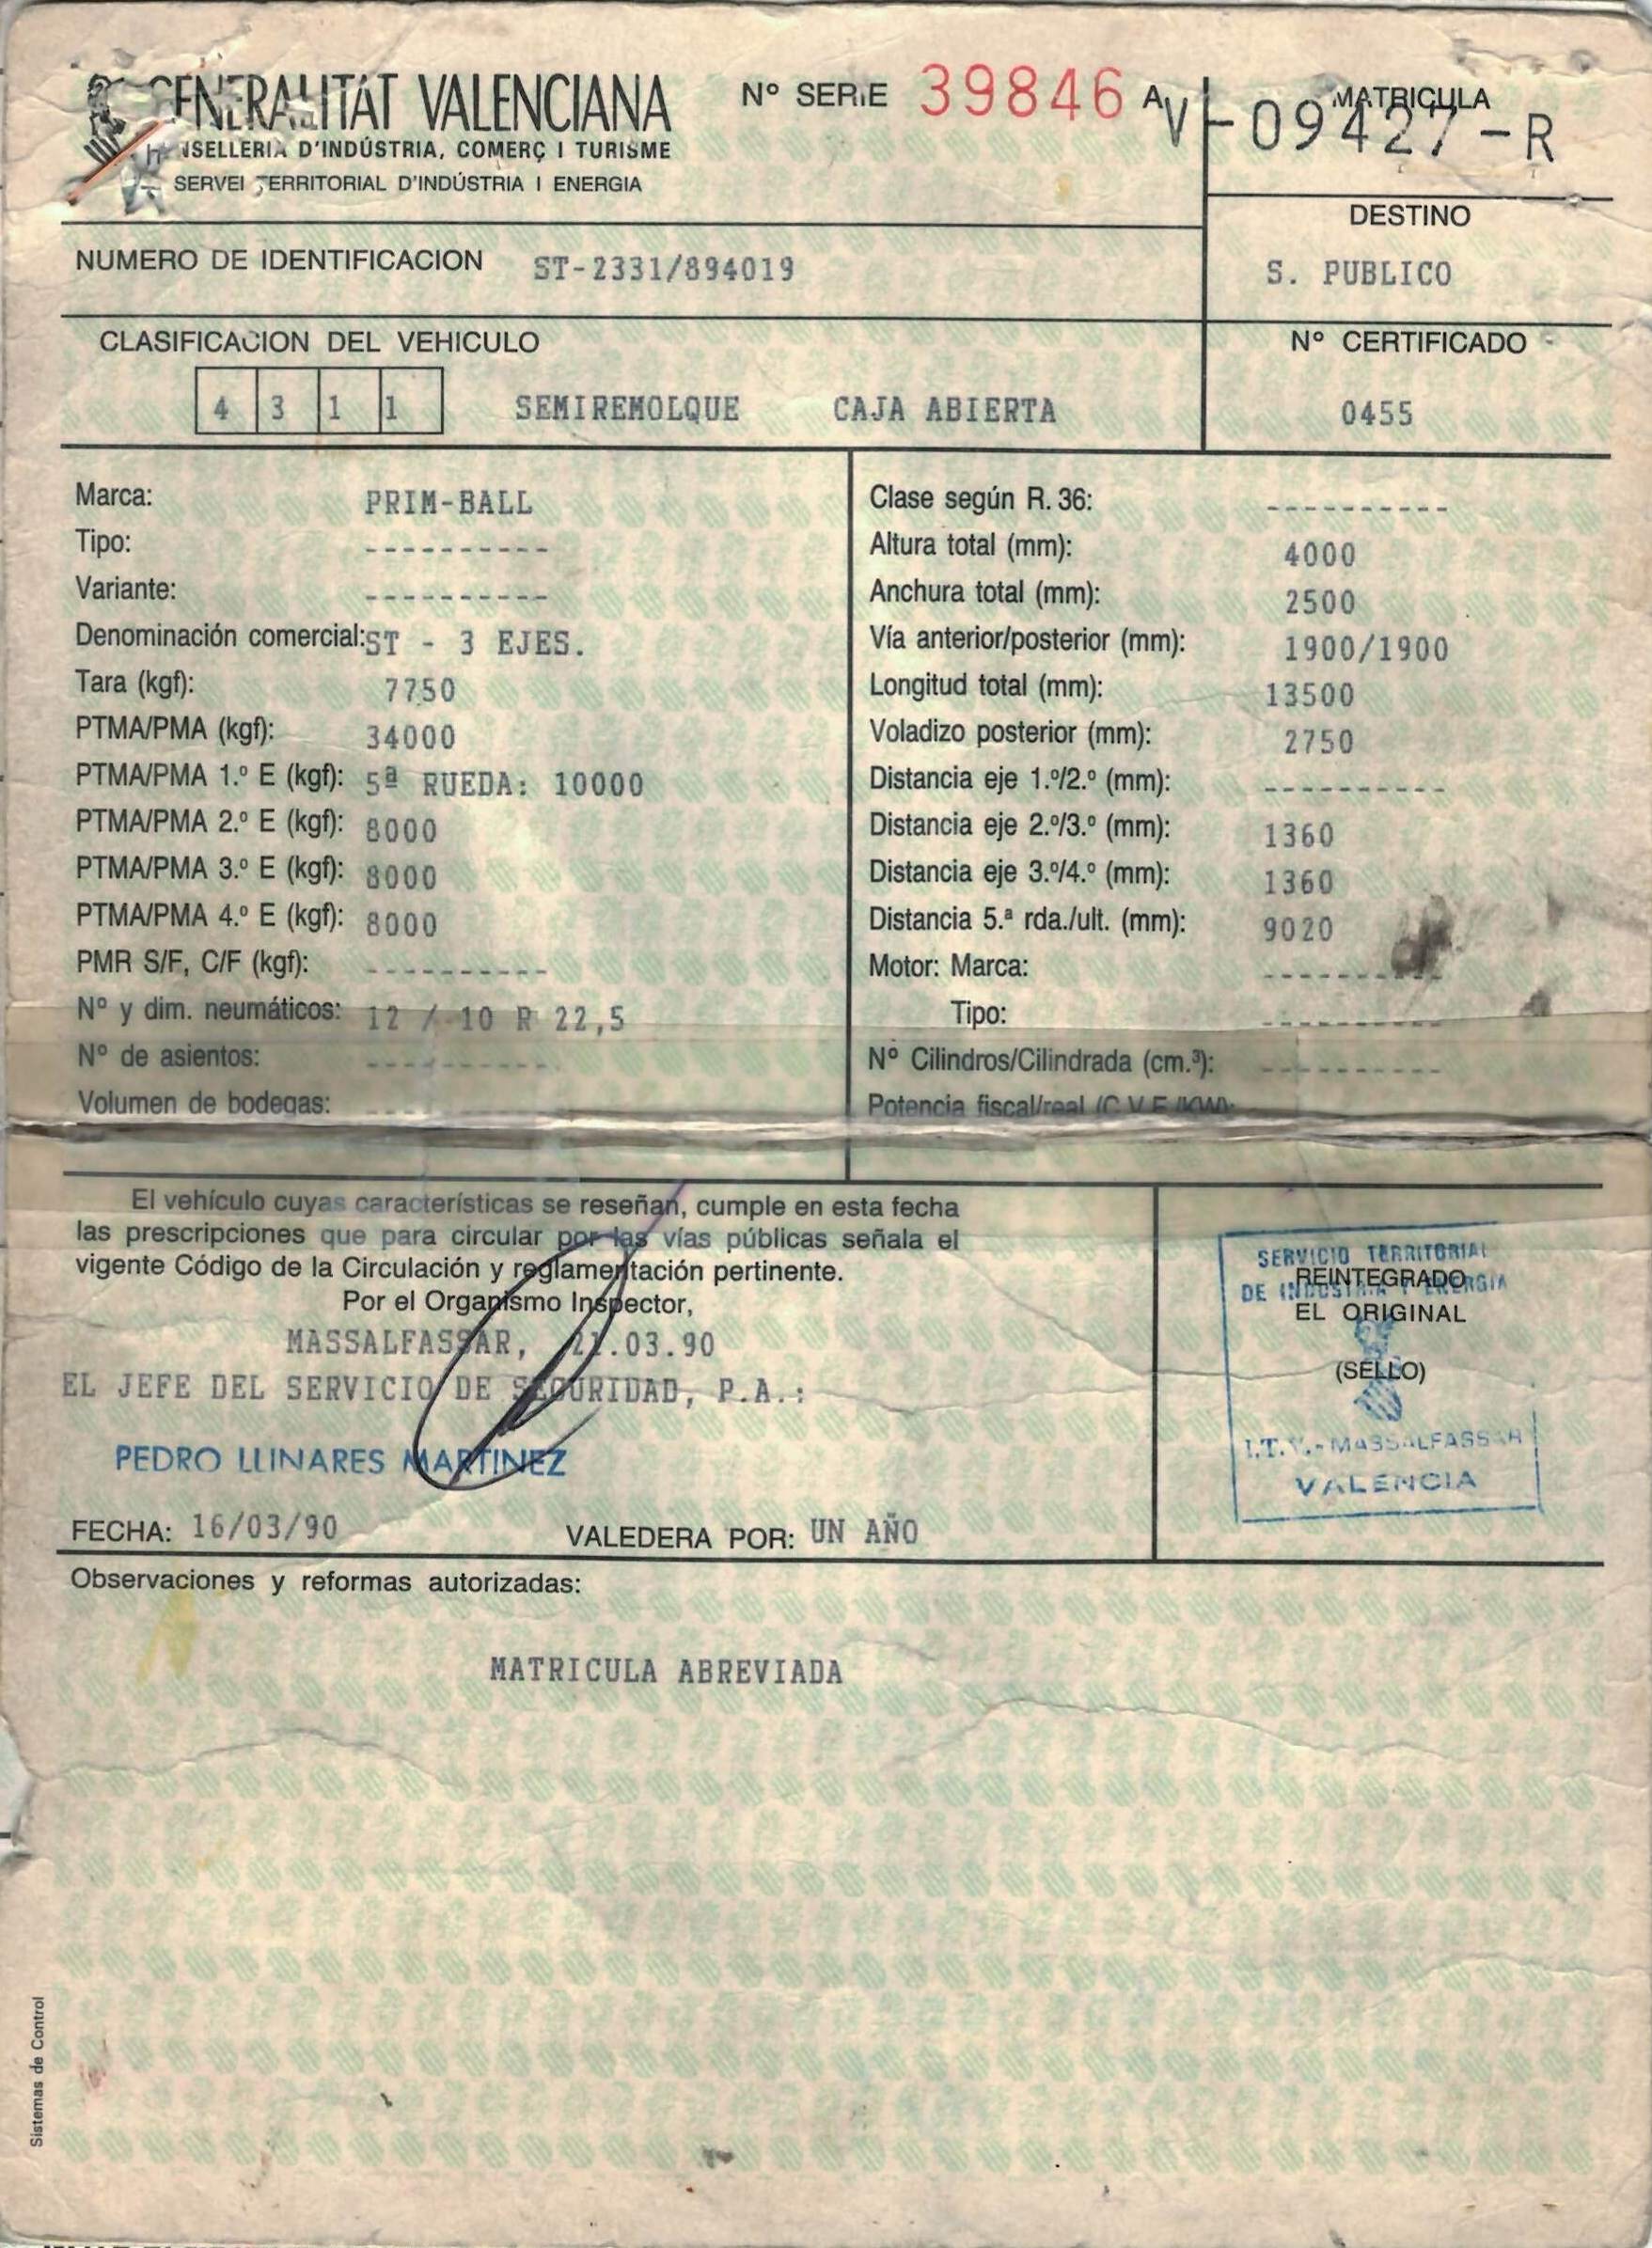 GENERALITAT VALENCIANA
CONSELLERIA D'INDÚSTRIA, COMERÇ I TURISME
SERVEI TERRITORIAL D'INDÚSTRIA I ENERGIA
Nº SERIE 39846 A
MATRICULA
V-09427-R
DESTINO
S. PUBLICO
NUMERO DE IDENTIFICACION ST-2331/894019
CLASIFICACION DEL VEHICULO
4 3 1 1 SEMIREMOLQUE CAJA ABIERTA
Nº CERTIFICADO
0455
Marca: PRIM-BALL
Tipo: ----------
Variante: ----------
Denominación comercial: ST - 3 EJES.
Tara (kgf): 7750
PTMA/PMA (kgf): 34000
PTMA/PMA 1.º E (kgf): 5ª RUEDA: 10000
PTMA/PMA 2.º E (kgf): 8000
PTMA/PMA 3.º E (kgf): 8000
PTMA/PMA 4.º E (kgf): 8000
PMR S/F, C/F (kgf): ----------
Nº y dim. neumáticos: 12 / 10 R 22,5
Nº de asientos: ----------
Volumen de bodegas:
Clase según R. 36: ----------
Altura total (mm): 4000
Anchura total (mm): 2500
Vía anterior/posterior (mm): 1900/1900
Longitud total (mm): 13500
Voladizo posterior (mm): 2750
Distancia eje 1.º/2.º (mm): ----------
Distancia eje 2.º/3.º (mm): 1360
Distancia eje 3.º/4.º (mm): 1360
Distancia 5.ª rda./ult. (mm): 9020
Motor: Marca: ----------
Tipo: ----------
Nº Cilindros/Cilindrada (cm.³): ----------
Potencia fiscal/real (C.V.F./KW):
El vehículo cuyas características se reseñan, cumple en esta fecha
las prescripciones que para circular por las vías públicas señala el
vigente Código de la Circulación y reglamentación pertinente.
Por el Organismo Inspector,
MASSALFASSAR, 21.03.90
EL JEFE DEL SERVICIO DE SEGURIDAD, P.A.:
PEDRO LLINARES MARTINEZ
FECHA: 16/03/90 VALEDERA POR: UN AÑO
SERVICIO TERRITORIAL
DE INDUSTRIA Y ENERGIA
REINTEGRADO
EL ORIGINAL
(SELLO)
I.T.V.- MASSALFASSAR
VALENCIA
Observaciones y reformas autorizadas:
MATRICULA ABREVIADA
Sistemas de Control